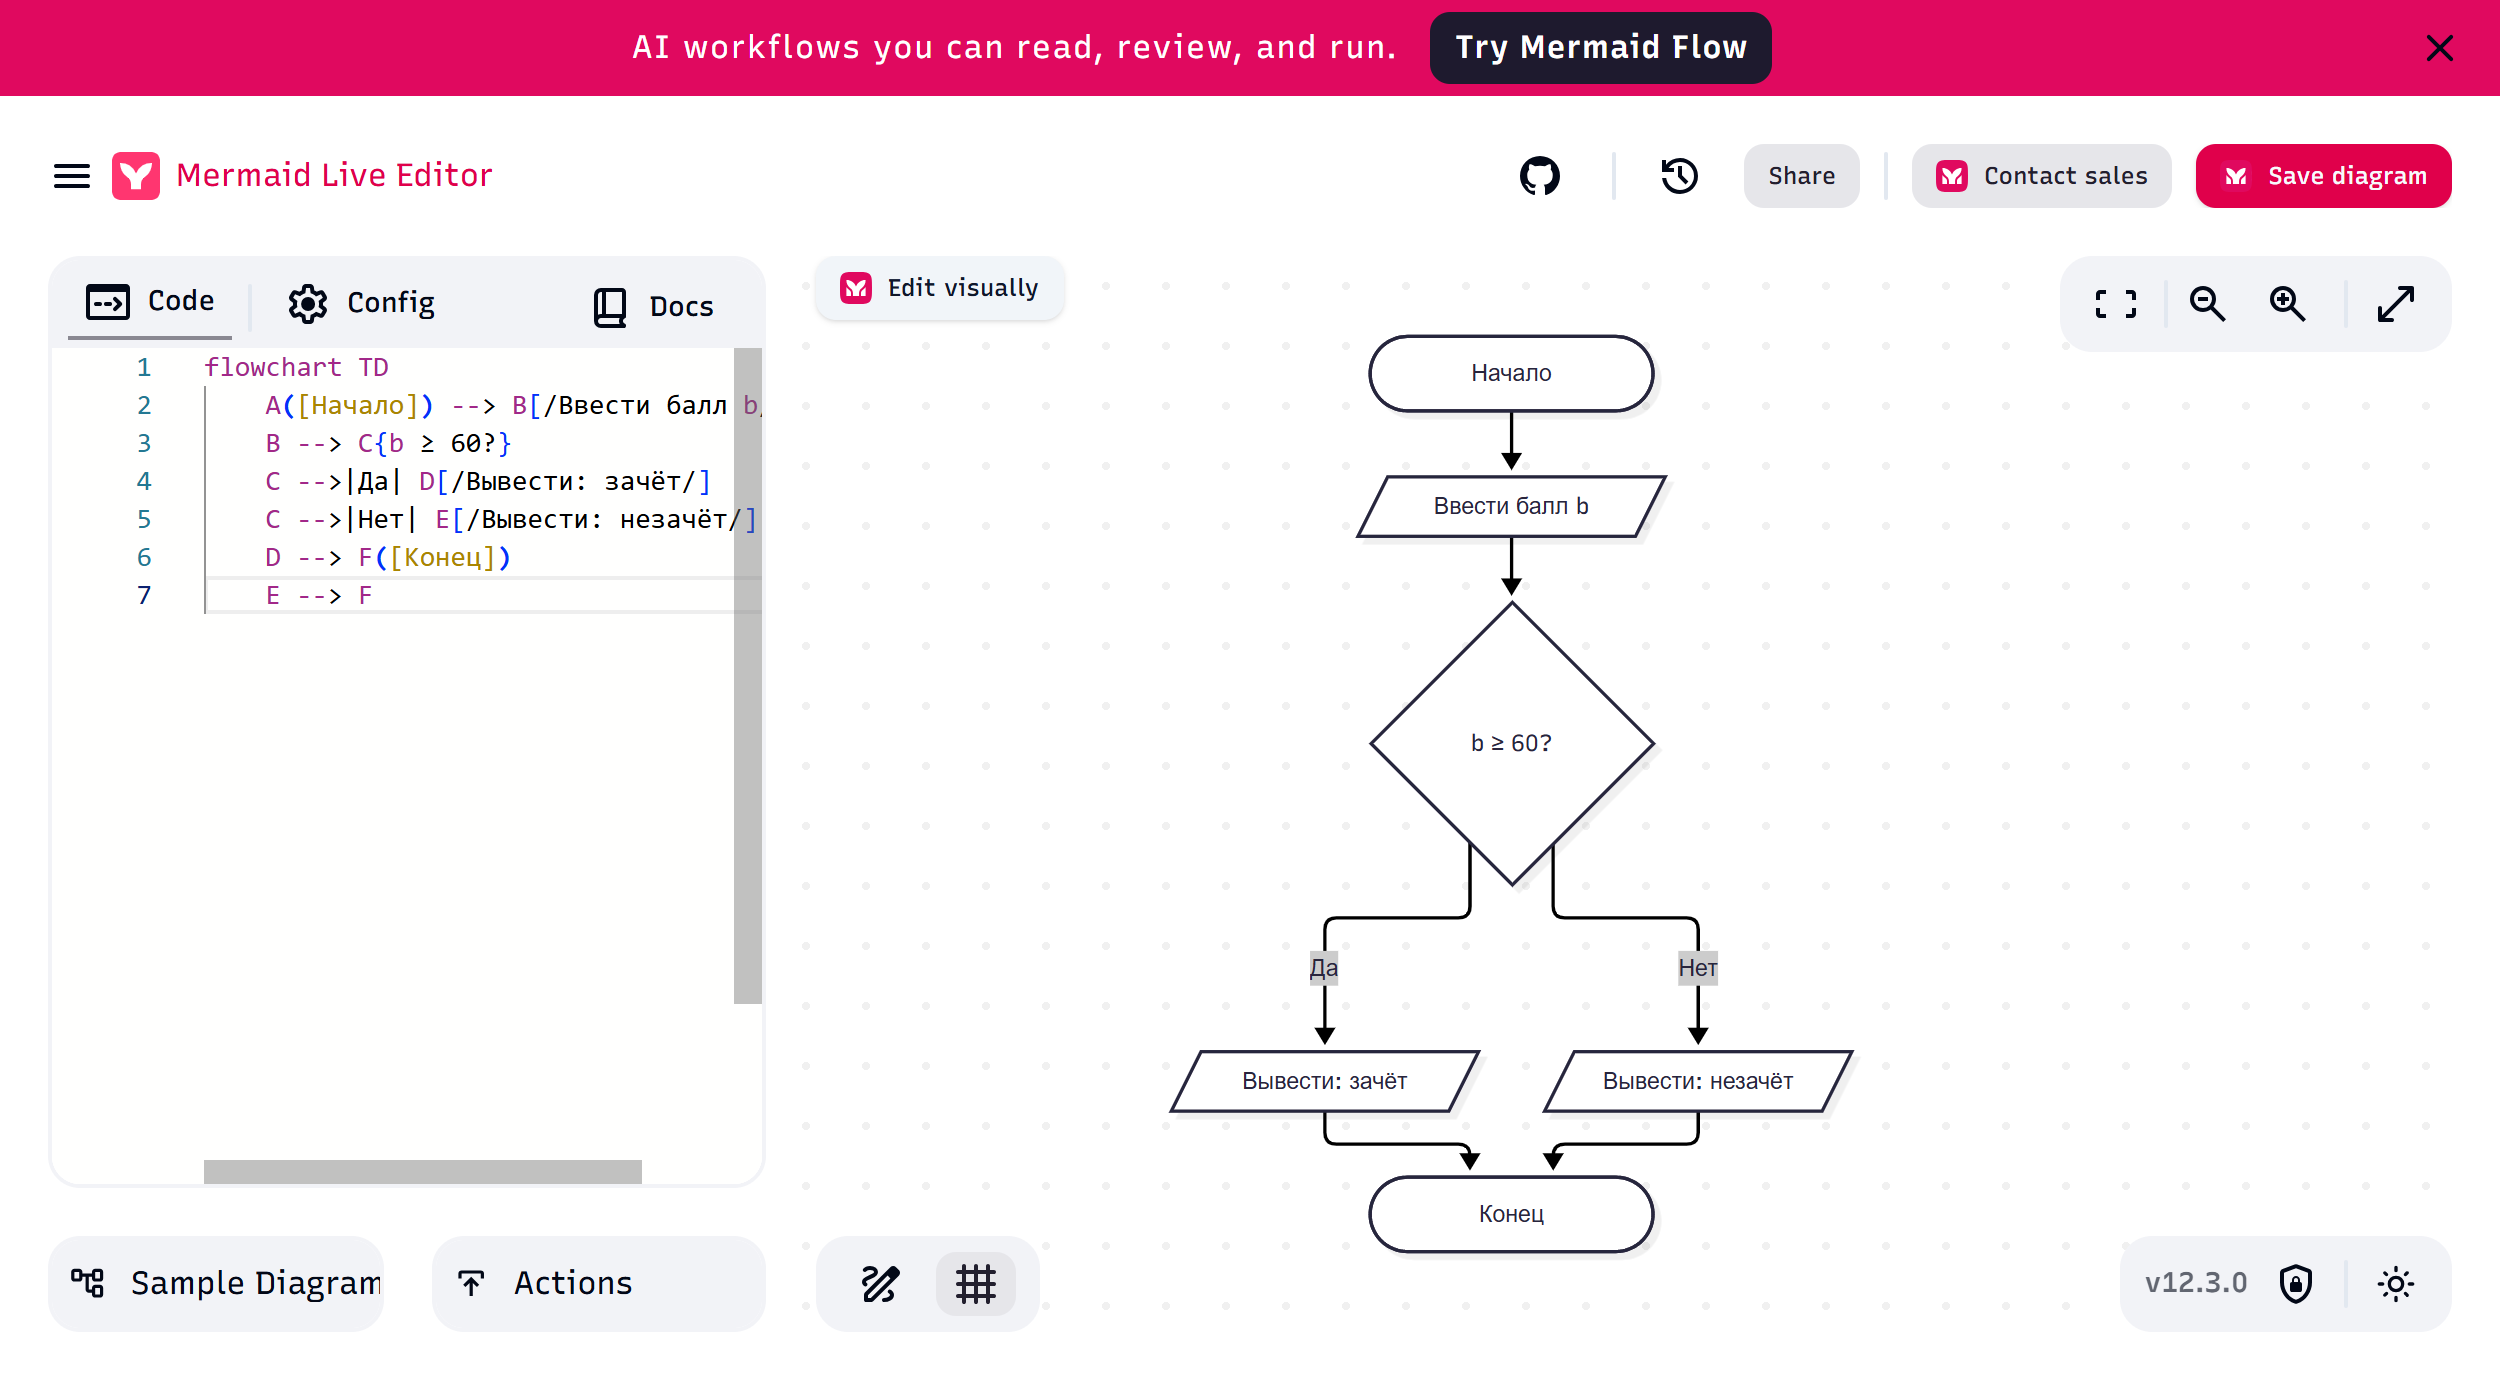 AI workflows you can read, review, and run.
Try Mermaid Flow
Mermaid Live Editor
Share
Contact sales
Save diagram
Code
Config
Docs
Edit visually
1 flowchart TD
2 A([Начало]) --> B[/Ввести балл b/
3 B --> C{b ≥ 60?}
4 C -->|Да| D[/Вывести: зачёт/]
5 C -->|Нет| E[/Вывести: незачёт/]
6 D --> F([Конец])
7 E --> F
Начало
Ввести балл b
b ≥ 60?
Да
Нет
Вывести: зачёт
Вывести: незачёт
Конец
Sample Diagram
Actions
v12.3.0